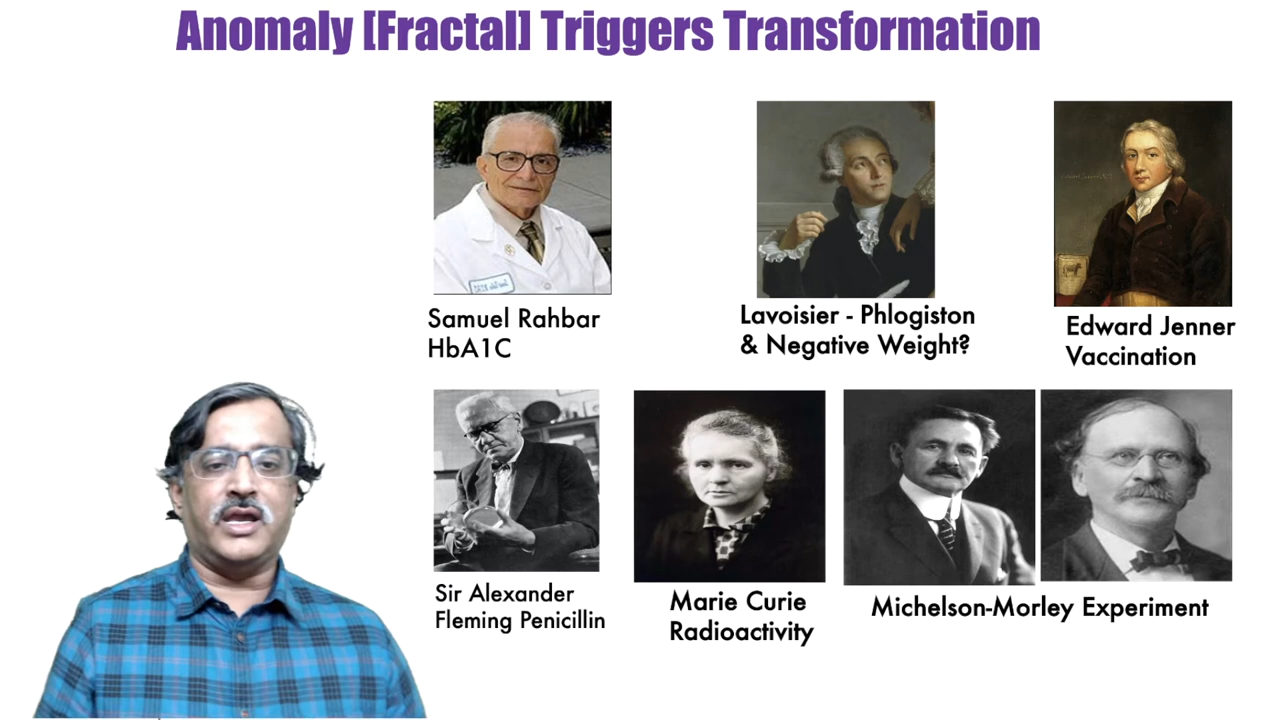 Anomaly [Fractal] Triggers Transformation
Samuel Rahbar
HbA1C
Lavoisier - Phlogiston
& Negative Weight?
Edward Jenner
Vaccination
Sir Alexander
Fleming Penicillin
Marie Curie
Radioactivity
Michelson-Morley Experiment